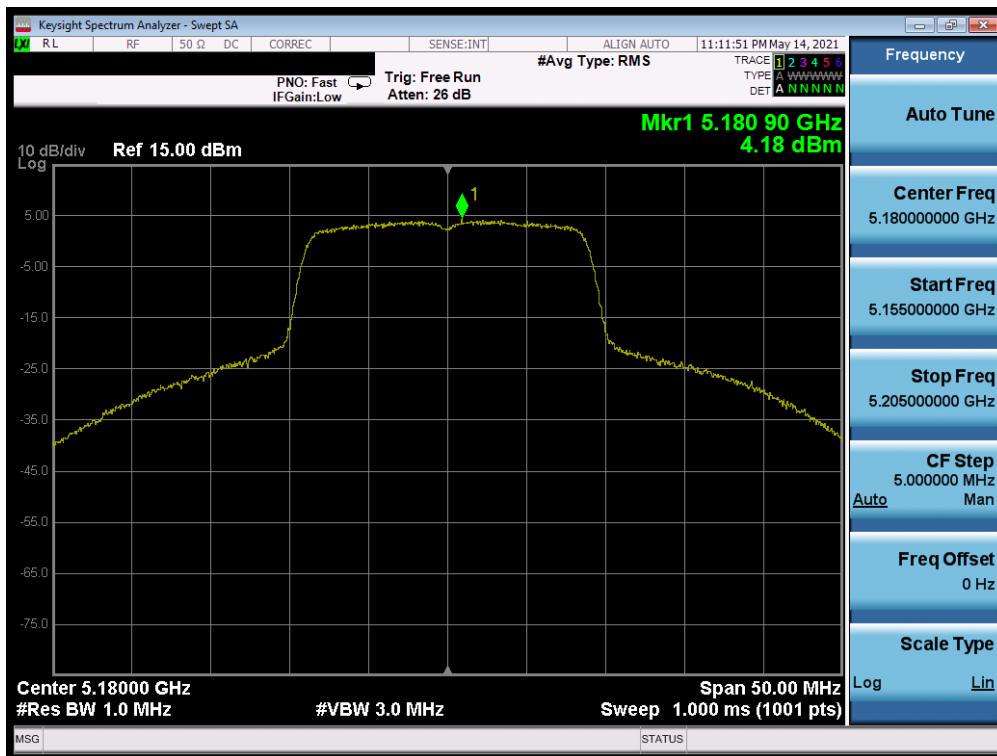 Keysight Spectrum Analyzer - Swept SA
LXI RL RF 50 Ω DC CORREC SENSE:INT ALIGN AUTO 11:11:51 PM May 14, 2021
#Avg Type: RMS
TRACE 1 2 3 4 5 6
TYPE A WWWWW
DET A N N N N N
PNO: Fast
IFGain:Low
Trig: Free Run
Atten: 26 dB
Mkr1 5.180 90 GHz
4.18 dBm
10 dB/div Ref 15.00 dBm
Log
1
5.00
-5.00
-15.0
-25.0
-35.0
-45.0
-55.0
-65.0
-75.0
Center 5.18000 GHz Span 50.00 MHz
#Res BW 1.0 MHz #VBW 3.0 MHz Sweep 1.000 ms (1001 pts)
MSG STATUS
Frequency
Auto Tune
Center Freq
5.180000000 GHz
Start Freq
5.155000000 GHz
Stop Freq
5.205000000 GHz
CF Step
5.000000 MHz
Auto Man
Freq Offset
0 Hz
Scale Type
Log Lin